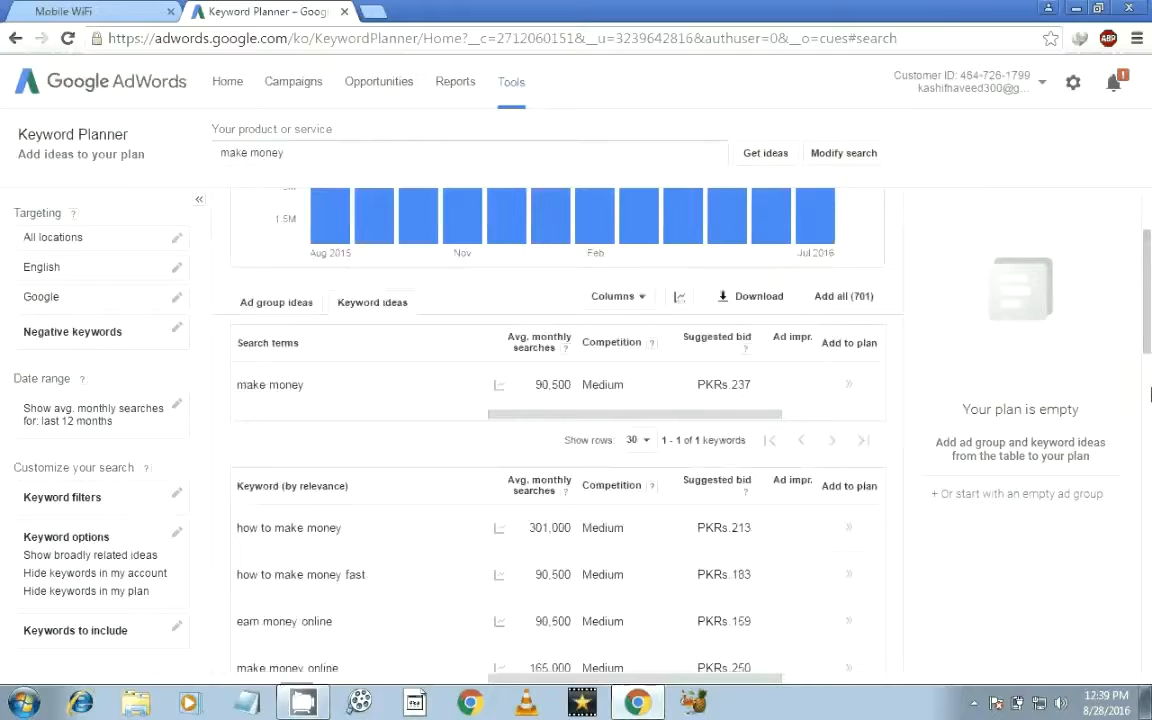 Mobile WiFi
Keyword Planner – Goog
https://adwords.google.com/ko/KeywordPlanner/Home?__c=2712060151&__u=3239642816&authuser=0&__o=cues#search
ABP
Google AdWords
Home
Campaigns
Opportunities
Reports
Tools
Customer ID: 464-726-1799
kashifnaveed300@g...
Keyword Planner
Add ideas to your plan
Your product or service
make money
Get ideas
Modify search
Targeting ?
All locations
English
Google
Negative keywords
Date range ?
Show avg. monthly searches
for: last 12 months
Customize your search ?
Keyword filters
Keyword options
Show broadly related ideas
Hide keywords in my account
Hide keywords in my plan
Keywords to include
1.5M
Aug 2015
Nov
Feb
Jul 2016
Ad group ideas
Keyword ideas
Columns
Download
Add all (701)
Search terms
Avg. monthly
searches ?
Competition ?
Suggested bid
?
Ad impr.
Add to plan
make money
90,500
Medium
PKRs.237
»
Show rows:
30
1 - 1 of 1 keywords
Keyword (by relevance)
Avg. monthly
searches ?
Competition ?
Suggested bid
?
Ad impr.
Add to plan
how to make money
301,000
Medium
PKRs.213
»
how to make money fast
90,500
Medium
PKRs.183
»
earn money online
90,500
Medium
PKRs.159
»
make money online
165,000
Medium
PKRs.250
»
Your plan is empty
Add ad group and keyword ideas
from the table to your plan
+ Or start with an empty ad group
12:39 PM
8/28/2016